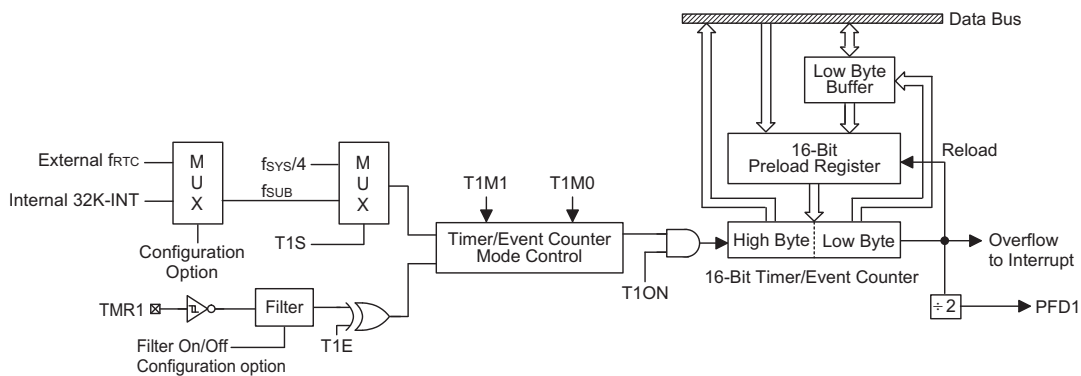 Data Bus
Low Byte
Buffer
16-Bit
Preload Register
Reload
External fRTC
Internal 32K-INT
M
U
X
Configuration
Option
fSYS/4
fSUB
M
U
X
T1S
T1M1
T1M0
Timer/Event Counter
Mode Control
T1ON
High Byte
Low Byte
16-Bit Timer/Event Counter
Overflow
to Interrupt
÷2
PFD1
TMR1
Filter
Filter On/Off
Configuration option
T1E